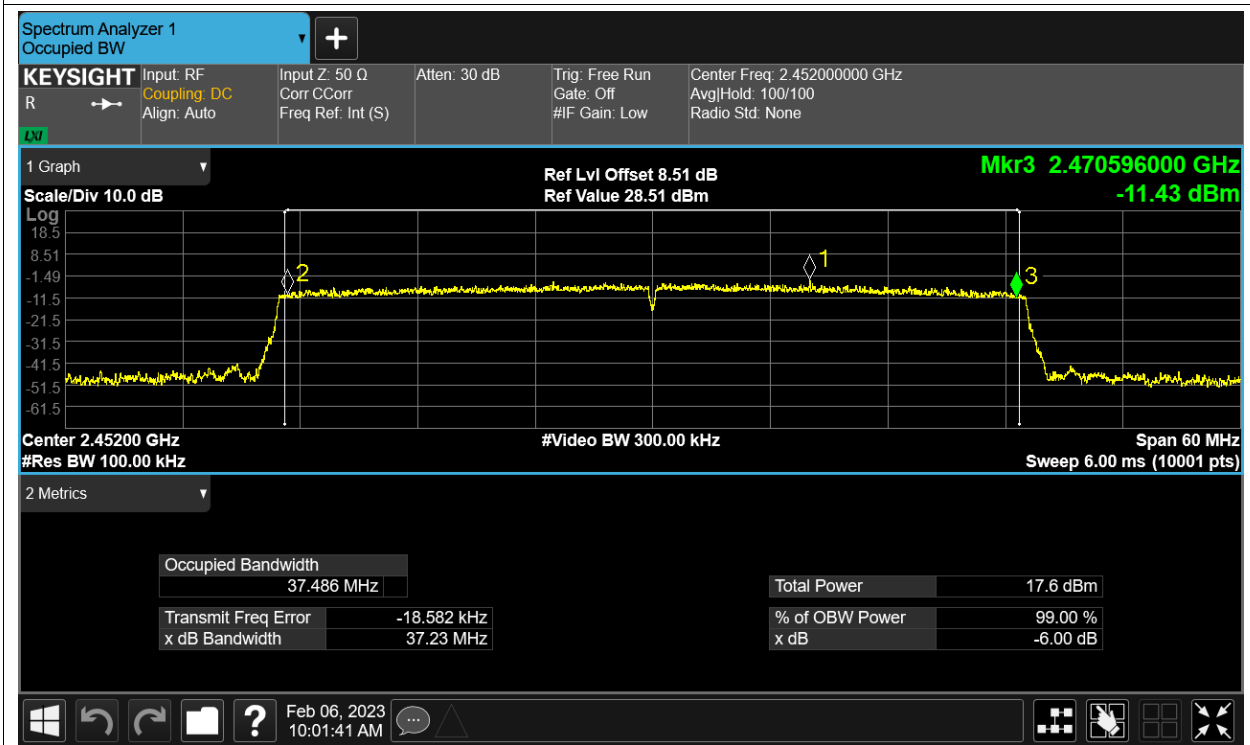 Spectrum Analyzer 1
Occupied BW
KEYSIGHT
R
LXI
Input: RF
Coupling: DC
Align: Auto
Input Z: 50 Ω
Corr CCorr
Freq Ref: Int (S)
Atten: 30 dB
Trig: Free Run
Gate: Off
#IF Gain: Low
Center Freq: 2.452000000 GHz
Avg|Hold: 100/100
Radio Std: None
1 Graph
Scale/Div 10.0 dB
Ref Lvl Offset 8.51 dB
Ref Value 28.51 dBm
Mkr3 2.470596000 GHz
-11.43 dBm
Log
18.5
8.51
-1.49
-11.5
-21.5
-31.5
-41.5
-51.5
-61.5
2
1
3
Center 2.45200 GHz
#Video BW 300.00 kHz
Span 60 MHz
#Res BW 100.00 kHz
Sweep 6.00 ms (10001 pts)
2 Metrics
Occupied Bandwidth
37.486 MHz
Total Power 17.6 dBm
Transmit Freq Error -18.582 kHz
% of OBW Power 99.00 %
x dB Bandwidth 37.23 MHz
x dB -6.00 dB
?
Feb 06, 2023
10:01:41 AM